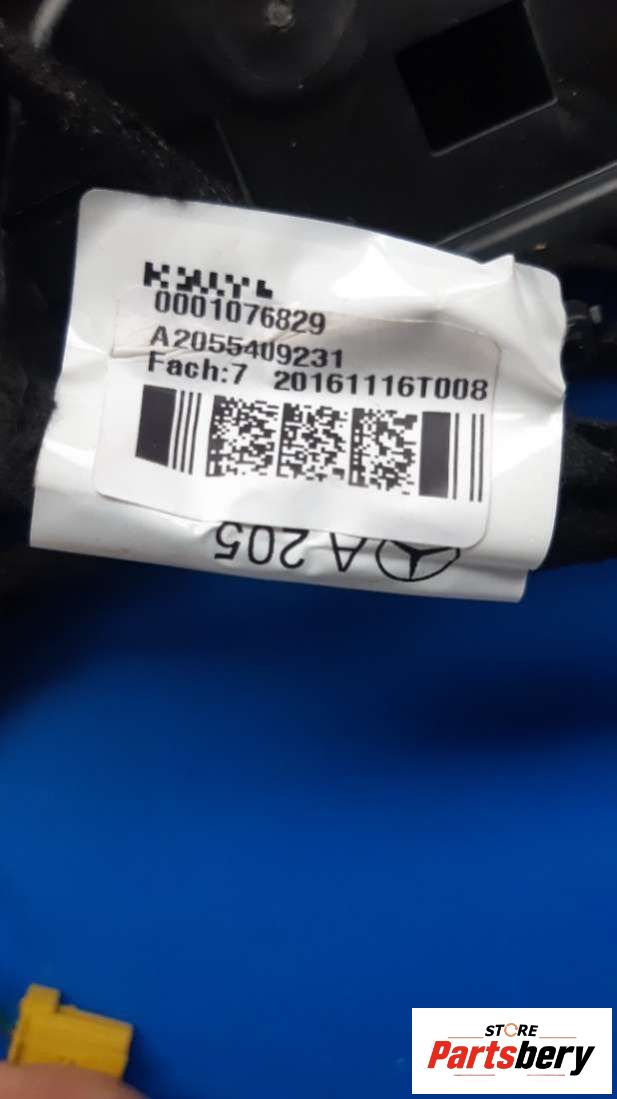 0001076829
A2055409231
Fach:7 20161116T008
A 205
STORE
Partsbery